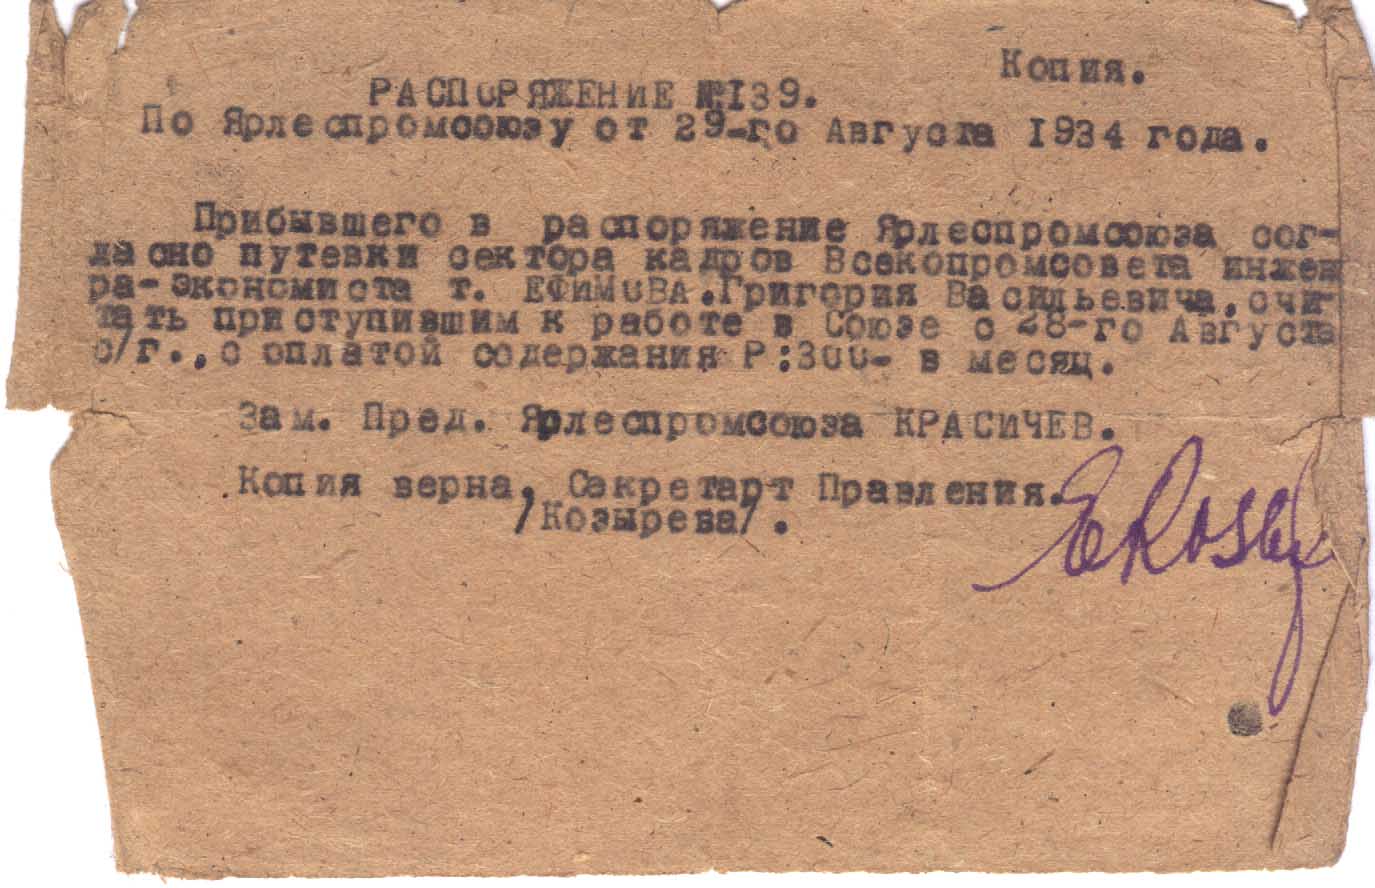 Копия.
РАСПОРЯЖЕНИЕ №139.
По Ярлеспромсоюзу от 29-го Августа 1934 года.
Прибывшего в распоряжение Ярлеспромсоюза сог-
ласно путевки сектора кадров Всекопромсовета инжен
ра-экономиста т. ЕФИМОВА.Григория Васильевича, счи-
тать приступившим к работе в Союзе с 28-го Августа
с/г., с оплатой содержания Р:300- в месяц.
Зам. Пред. Ярлеспромсоюза КРАСИЧЕВ.
Копия верна, Секретарт Правления.
/Козырева/.